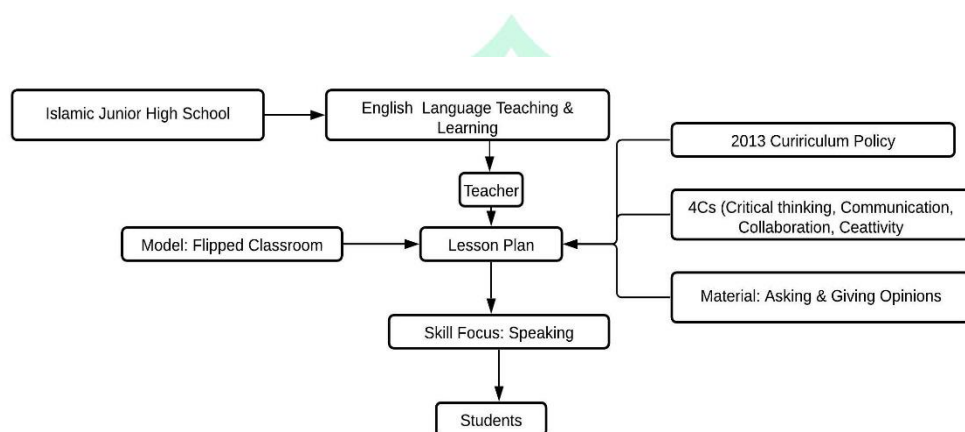 Islamic Junior High School
English Language Teaching &
Learning
Teacher
Model: Flipped Classroom
Lesson Plan
2013 Cuririculum Policy
4Cs (Critical thinking, Communication,
Collaboration, Ceattivity
Material: Asking & Giving Opinions
Skill Focus: Speaking
Students